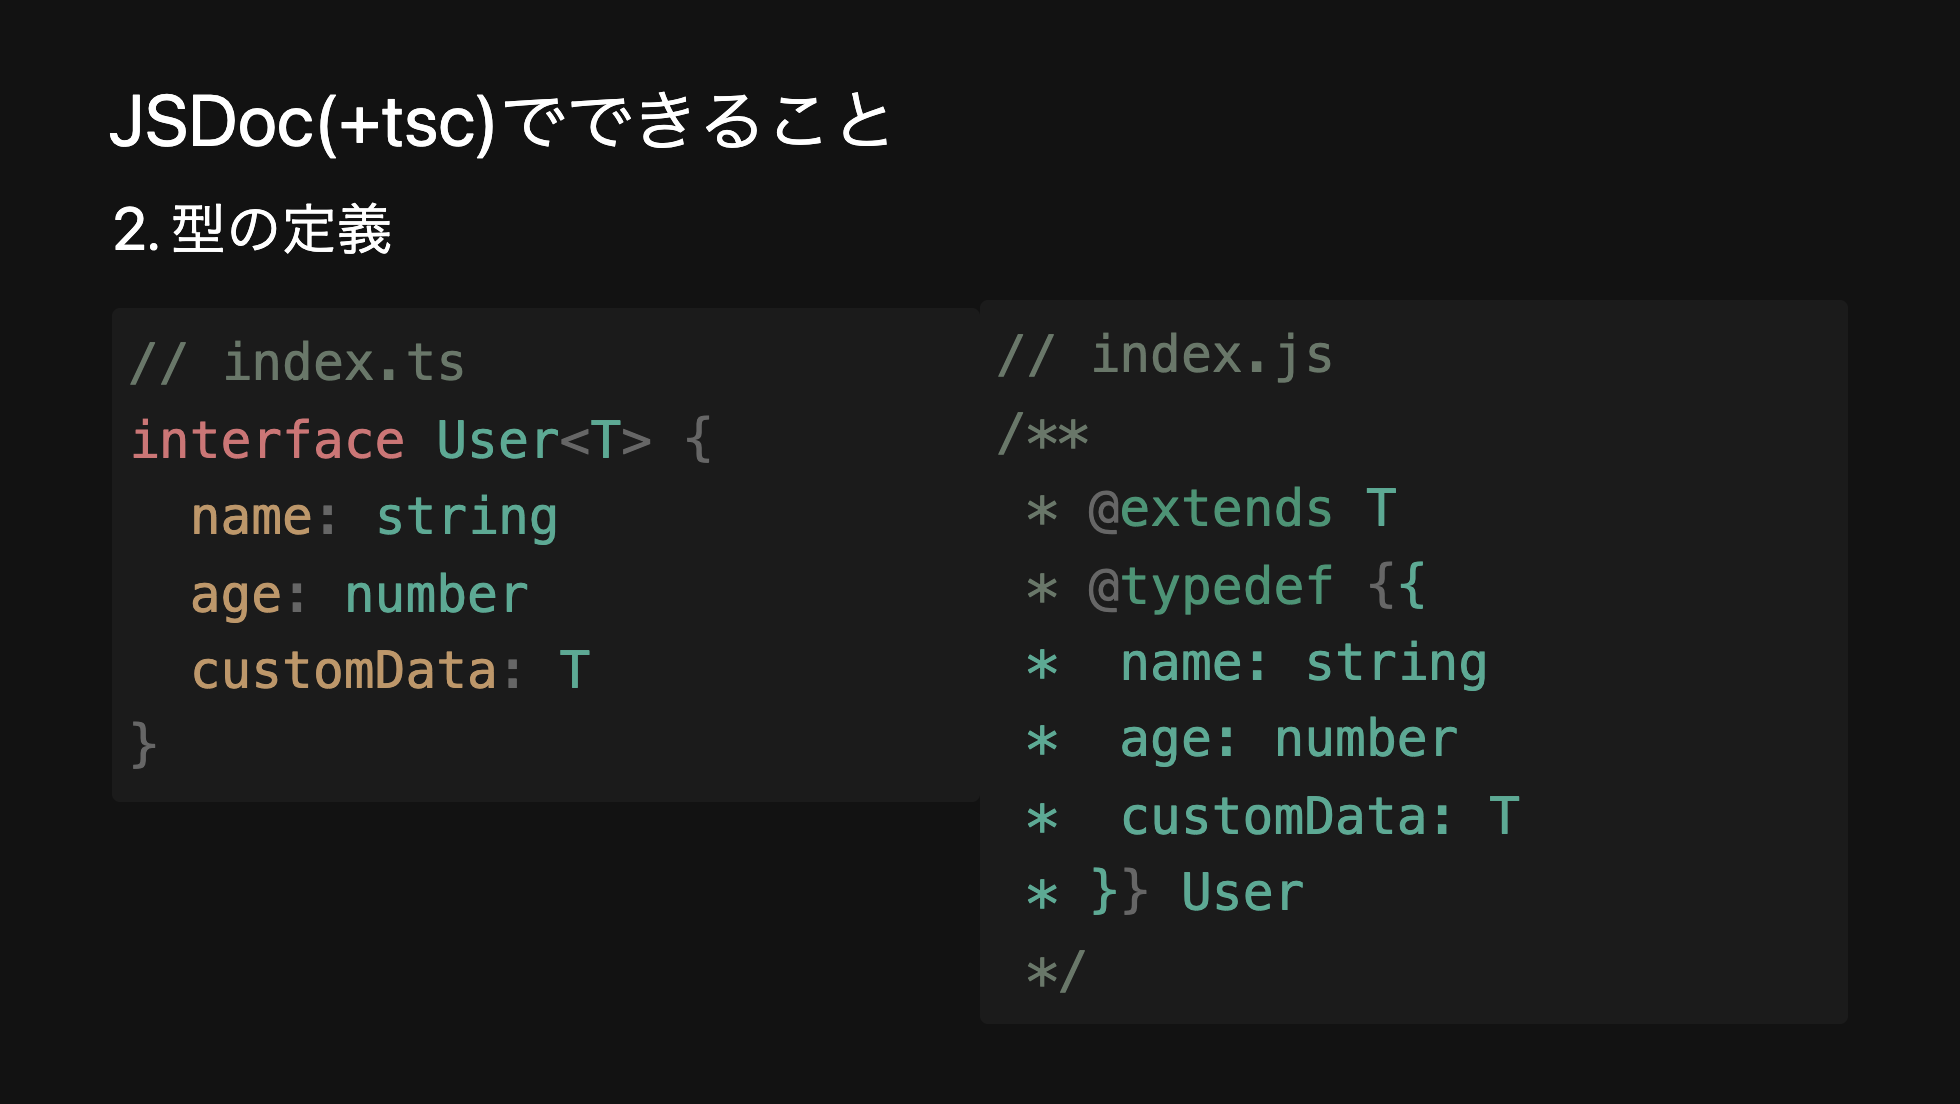 JSDoc(+tsc)でできること
2. 型の定義
// index.ts
interface User<T> {
  name: string
  age: number
  customData: T
}
// index.js
/**
 * @extends T
 * @typedef {{
 *  name: string
 *  age: number
 *  customData: T
 * }} User
 */